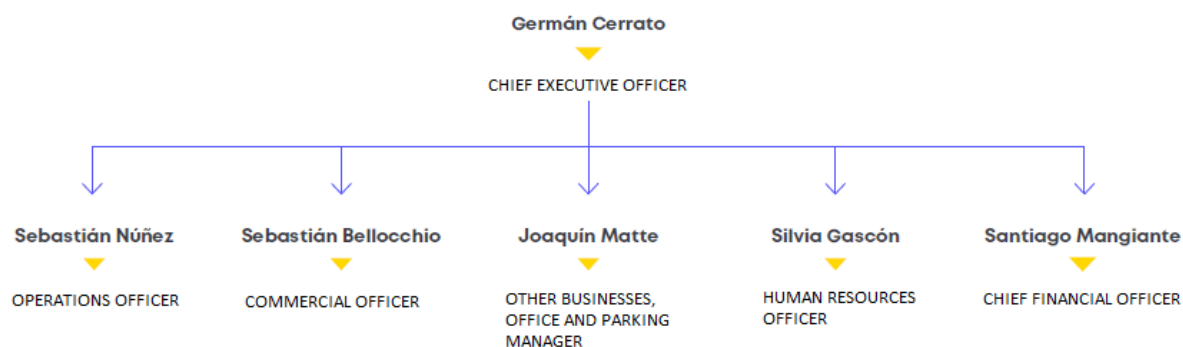 Germán Cerrato
CHIEF EXECUTIVE OFFICER
Sebastián Núñez
OPERATIONS OFFICER
Sebastián Bellocchio
COMMERCIAL OFFICER
Joaquín Matte
OTHER BUSINESSES,
OFFICE AND PARKING
MANAGER
Silvia Gascón
HUMAN RESOURCES
OFFICER
Santiago Mangiante
CHIEF FINANCIAL OFFICER